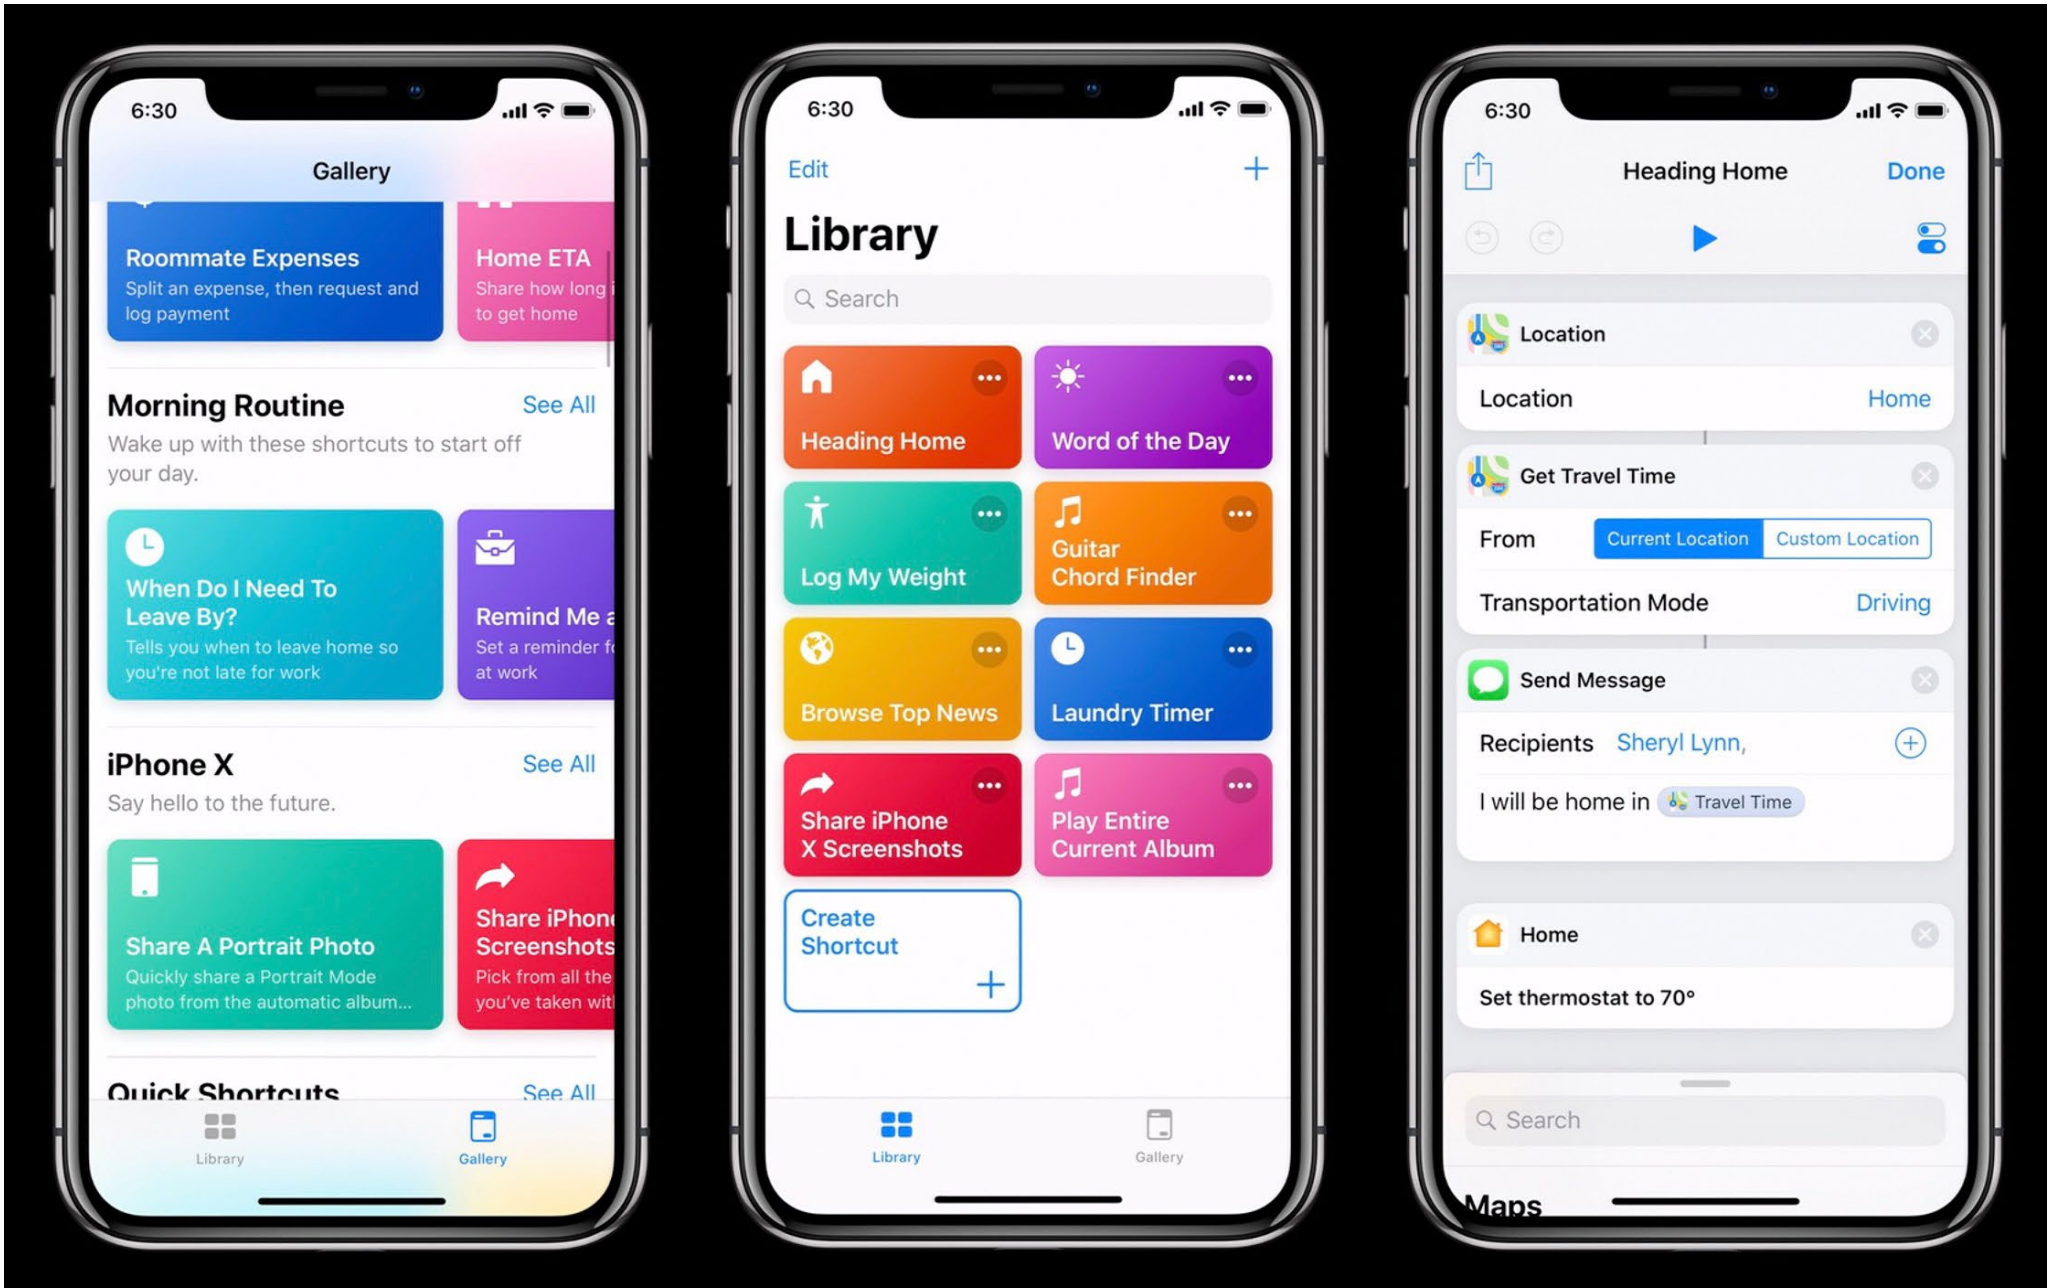 6:30
Gallery
Roommate Expenses
Split an expense, then request and
log payment
Home ETA
Share how long
to get home
Morning Routine
See All
Wake up with these shortcuts to start off
your day.
When Do I Need To
Leave By?
Tells you when to leave home so
you're not late for work
Remind Me
Set a reminder
at work
iPhone X
See All
Say hello to the future.
Share A Portrait Photo
Quickly share a Portrait Mode
photo from the automatic album...
Share iPhone
Screenshots
Pick from all the
you've taken with
Quick Shortcuts
See All
Library
Gallery
6:30
Edit
Library
Search
Heading Home
Word of the Day
Log My Weight
Guitar
Chord Finder
Browse Top News
Laundry Timer
Share iPhone
X Screenshots
Play Entire
Current Album
Create
Shortcut
Library
Gallery
6:30
Heading Home
Done
Location
Location
Home
Get Travel Time
From
Current Location
Custom Location
Transportation Mode
Driving
Send Message
Recipients
Sheryl Lynn,
I will be home in Travel Time
Home
Set thermostat to 70°
Search
Maps